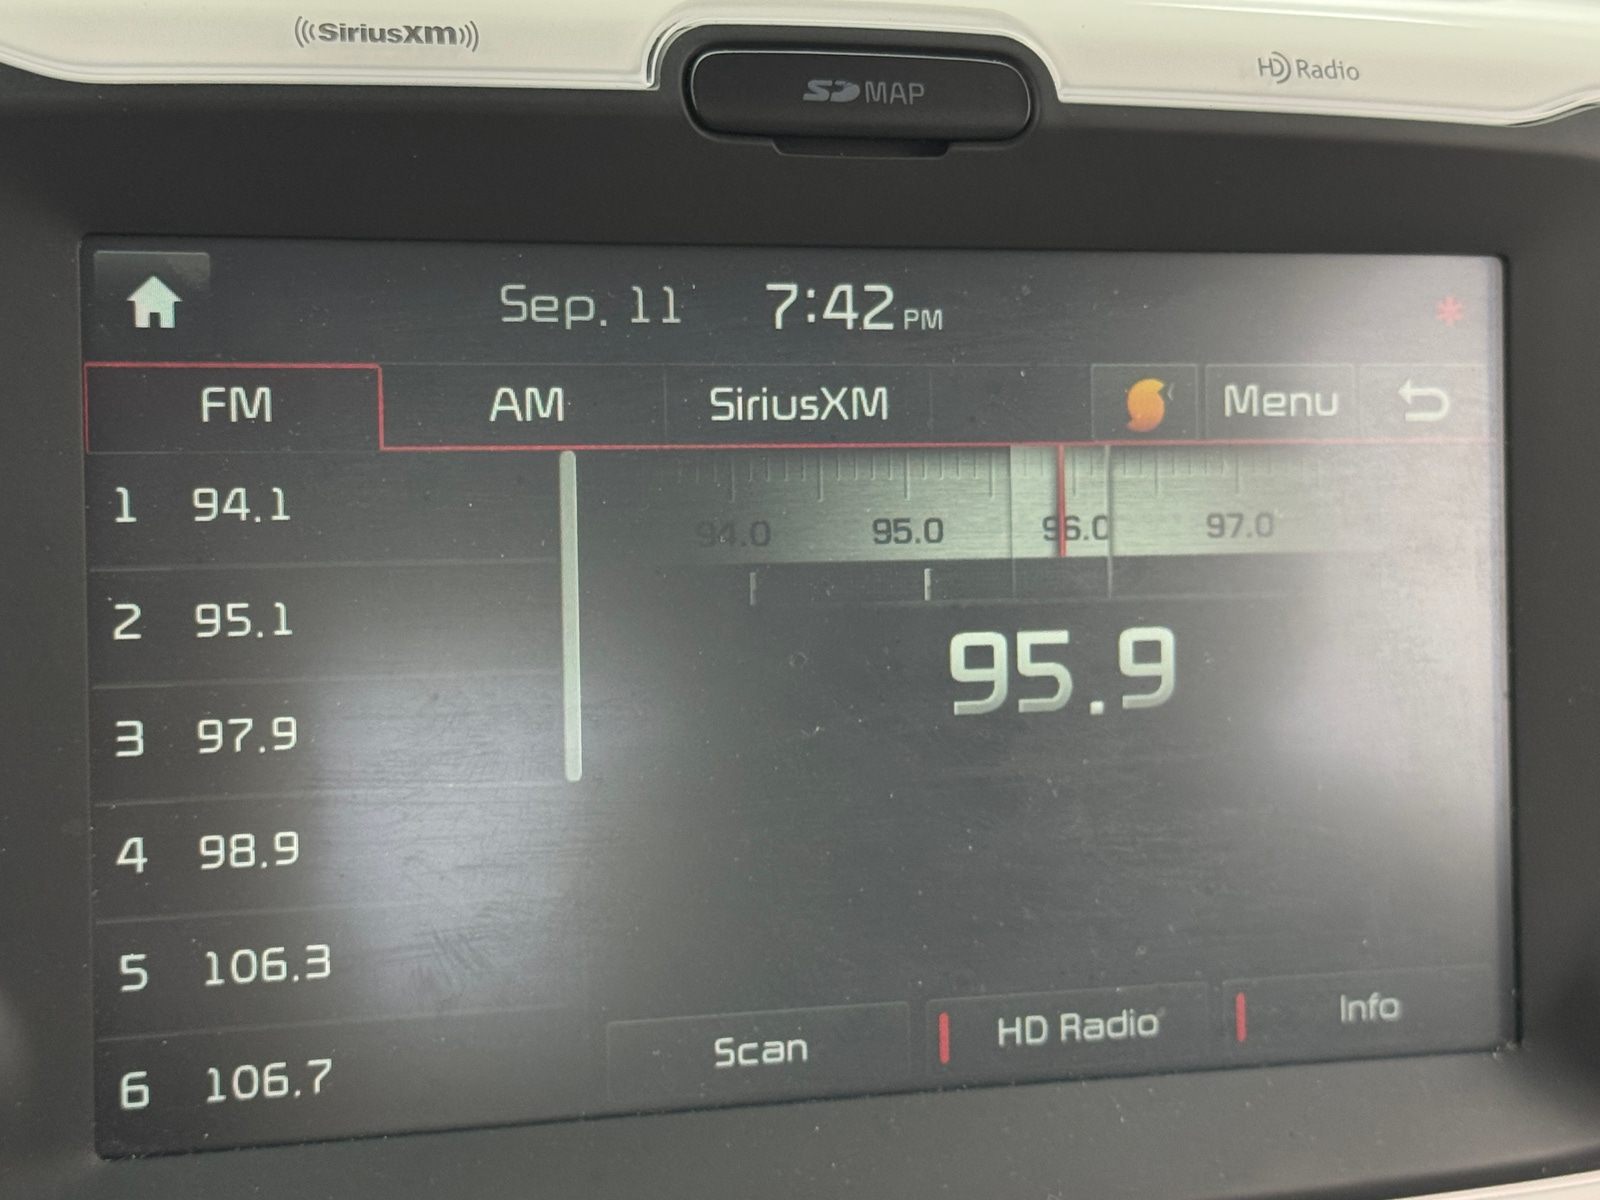 ((SiriusXM))
SD MAP
HD Radio
Sep. 11 7:42 PM *
FM AM SiriusXM Menu
1 94.1
2 95.1
3 97.9
4 98.9
5 106.3
6 106.7
94.0 95.0 96.0 97.0
95.9
Scan HD Radio Info